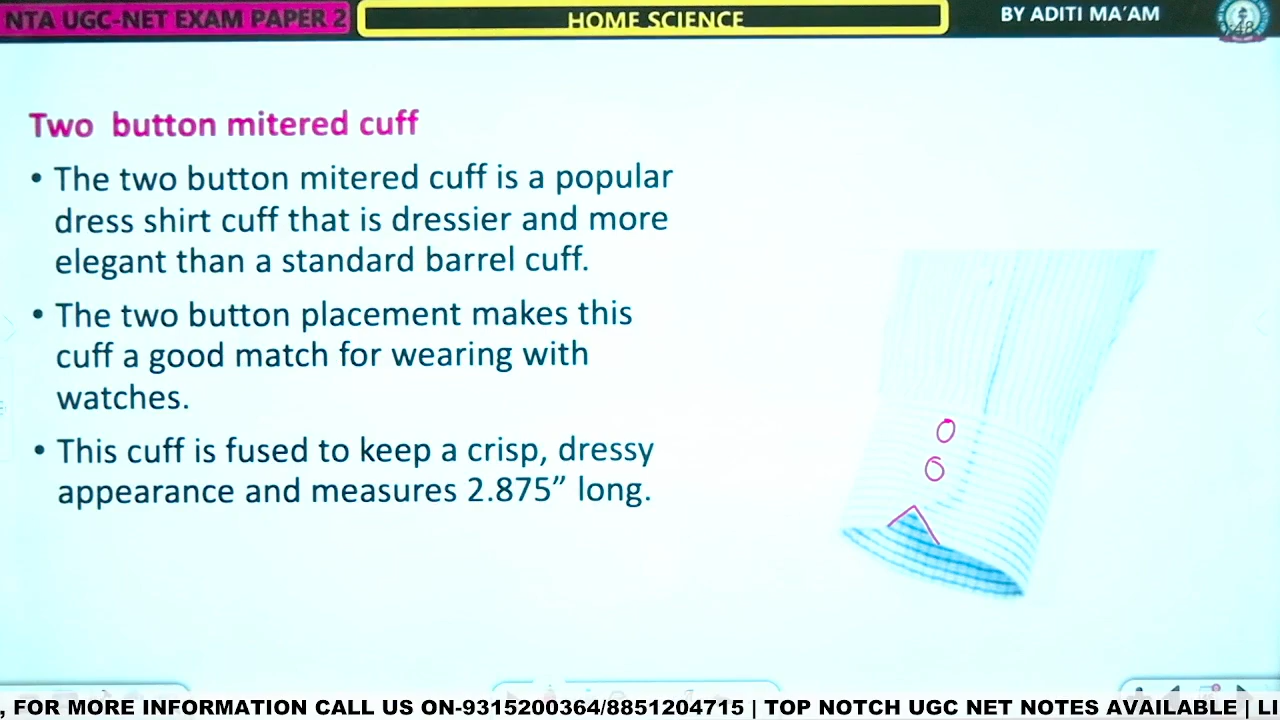 NTA UGC-NET EXAM PAPER 2
HOME SCIENCE
BY ADITI MA'AM
Two button mitered cuff
• The two button mitered cuff is a popular
dress shirt cuff that is dressier and more
elegant than a standard barrel cuff.
• The two button placement makes this
cuff a good match for wearing with
watches.
• This cuff is fused to keep a crisp, dressy
appearance and measures 2.875” long.
, FOR MORE INFORMATION CALL US ON-9315200364/8851204715 | TOP NOTCH UGC NET NOTES AVAILABLE | LI